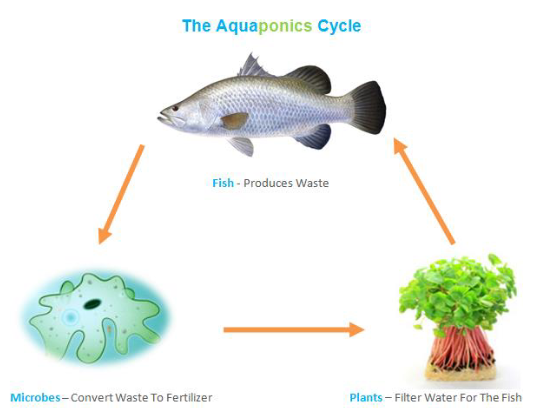 The Aquaponics Cycle
Fish - Produces Waste
Microbes – Convert Waste To Fertilizer
Plants – Filter Water For The Fish